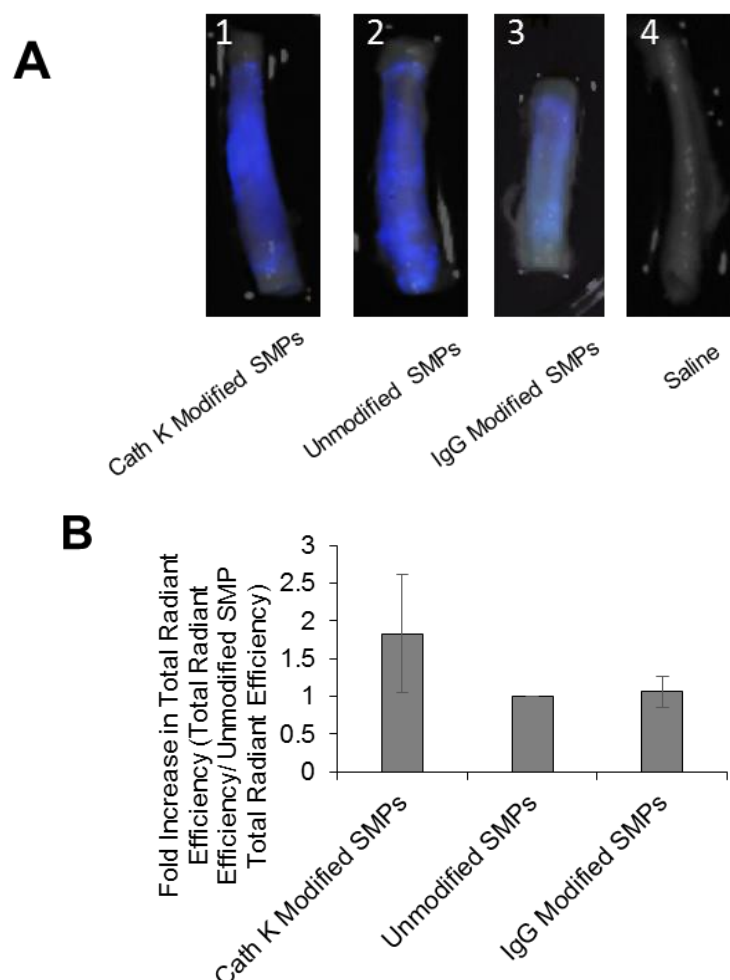 A
1
2
3
4
Cath K Modified SMPs
Unmodified SMPs
IgG Modified SMPs
Saline
B
Fold Increase in Total Radiant
Efficiency (Total Radiant
Efficiency/ Unmodified SMP
Total Radiant Efficiency)
3
2.5
2
1.5
1
0.5
0
Cath K Modified SMPs
Unmodified SMPs
IgG Modified SMPs